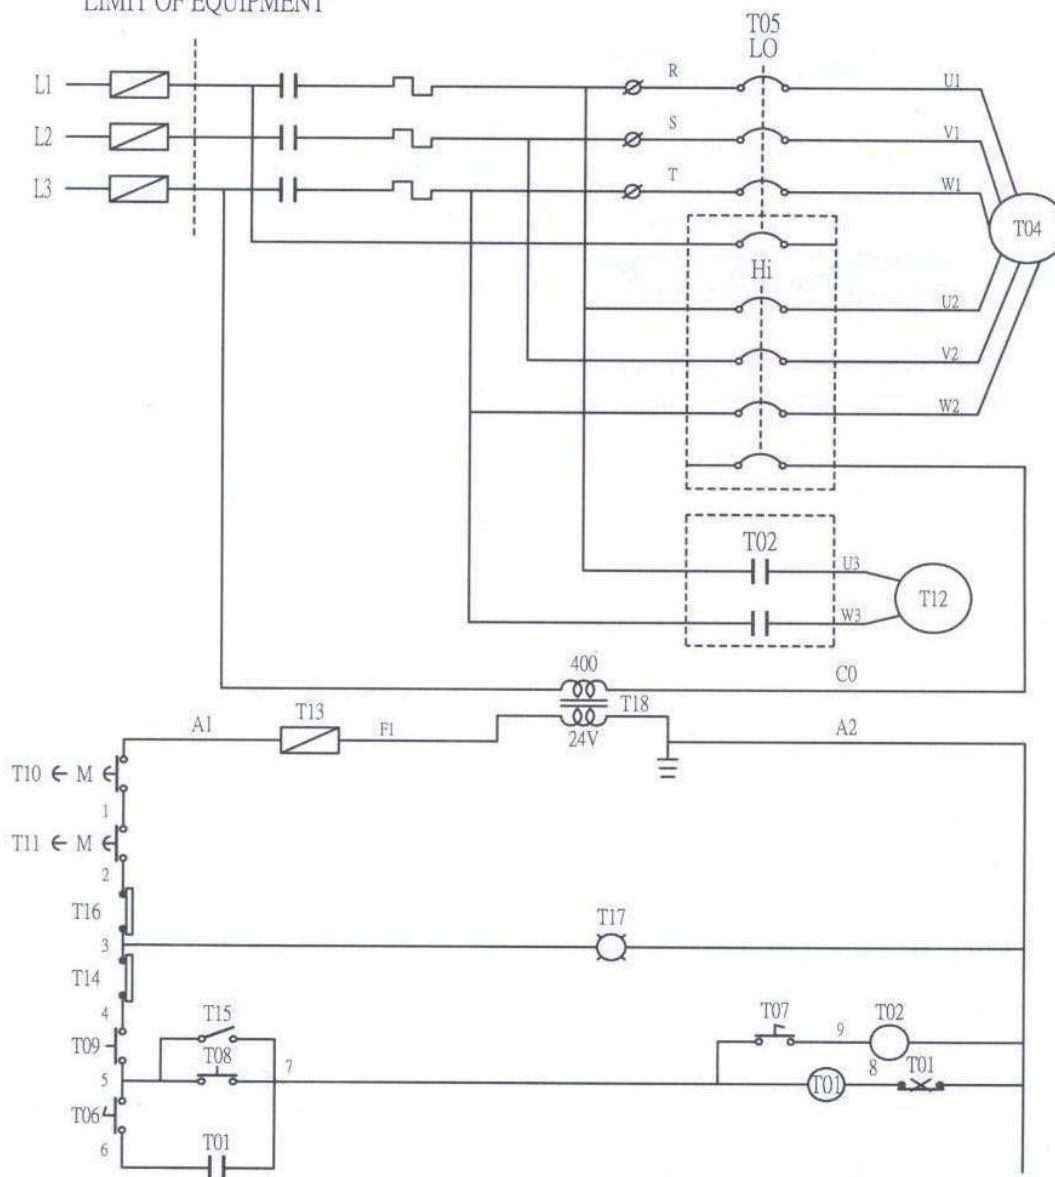 LIMIT OF EQUIPMENT
T05
LO
L1
R
U1
L2
S
V1
L3
T
W1
T04
Hi
U2
V2
W2
T02
U3
T12
W3
400
C0
T18
A1
T13
F1
24V
A2
T10 M
1
T11 M
2
T16
T17
3
T14
4
T15
T07
T02
T09
9
T08
7
5
8
T01
T01
T06
6
T01